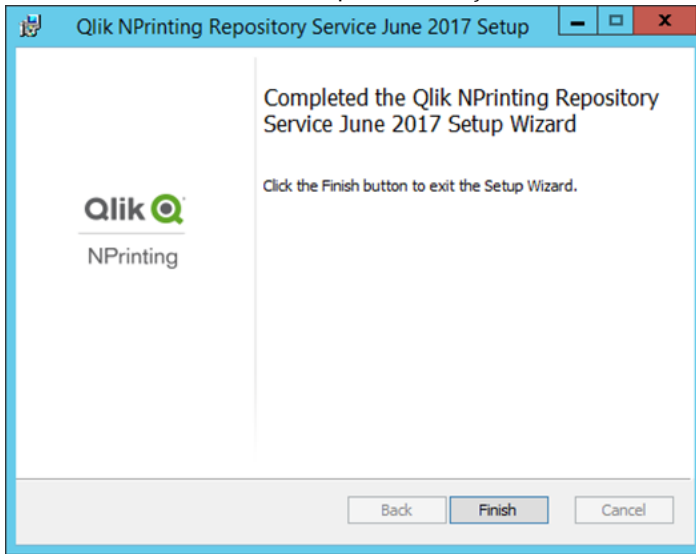 Qlik NPrinting Repository Service June 2017 Setup
Completed the Qlik NPrinting Repository
Service June 2017 Setup Wizard
Click the Finish button to exit the Setup Wizard.
Qlik
NPrinting
Back
Finish
Cancel